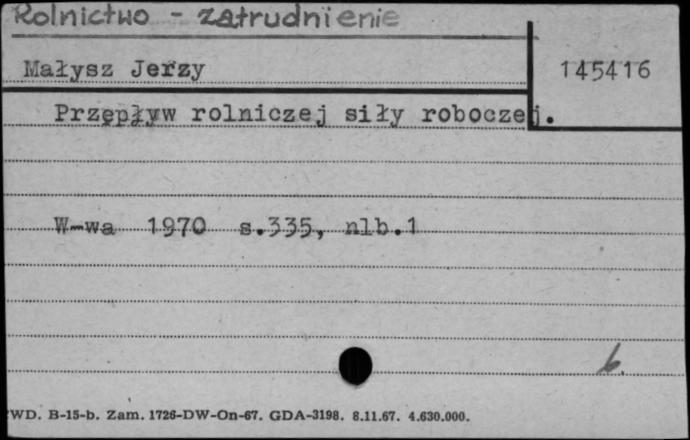 Rolnictwo - zatrudnienie
Małysz Jerzy
145416
Przepływ rolniczej siły roboczej.
W-wa 1970 s.335, nlb.1
b.
WD. B-15-b. Zam. 1726-DW-On-67. GDA-3198. 8.11.67. 4.630.000.